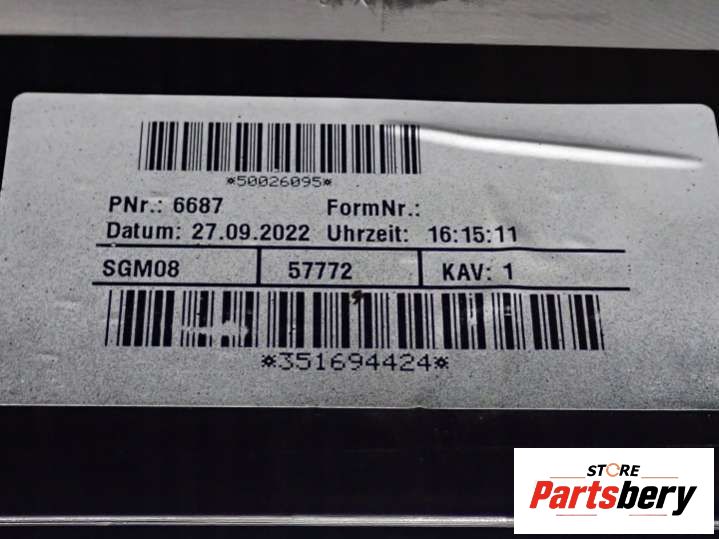 *50026095*
PNr.: 6687 FormNr.:
Datum: 27.09.2022 Uhrzeit: 16:15:11
SGM08 57772 KAV: 1
*351694424*
STORE
Partsbery